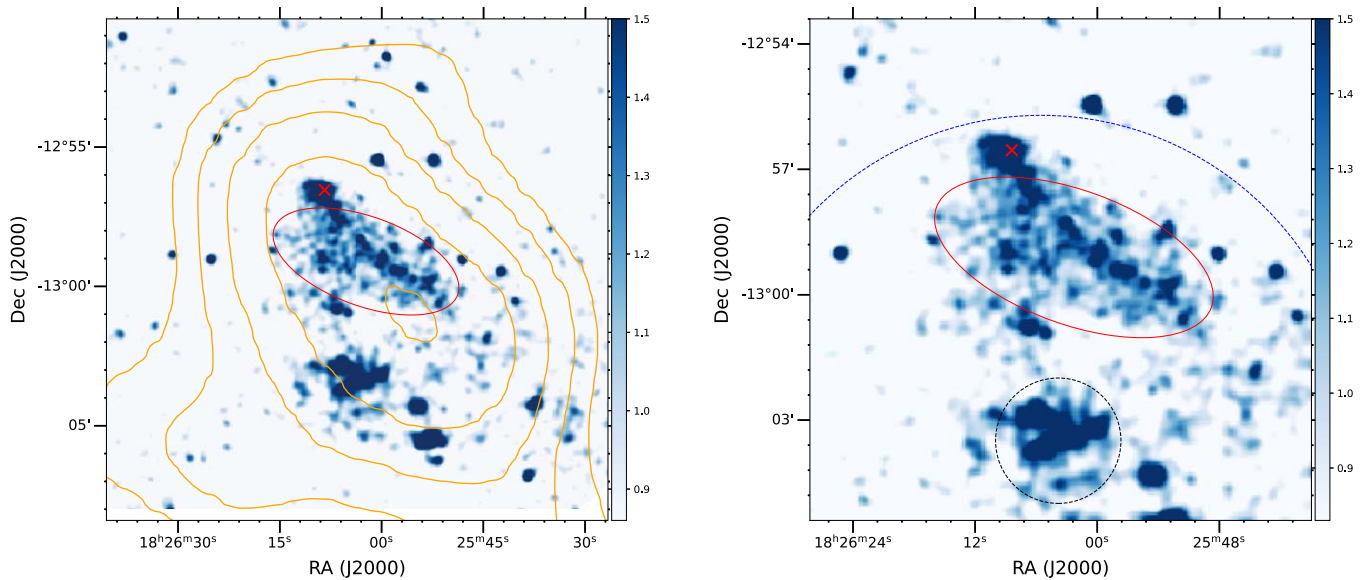 1.5
1.4
1.3
1.2
1.1
1.0
0.9
-12°55'
-13°00'
05'
Dec (J2000)
18ʰ26ᵐ30ˢ
15ˢ
00ˢ
25ᵐ45ˢ
30ˢ
RA (J2000)
1.5
1.4
1.3
1.2
1.1
1.0
0.9
-12°54'
57'
-13°00'
03'
Dec (J2000)
18ʰ26ᵐ24ˢ
12ˢ
00ˢ
25ᵐ48ˢ
RA (J2000)